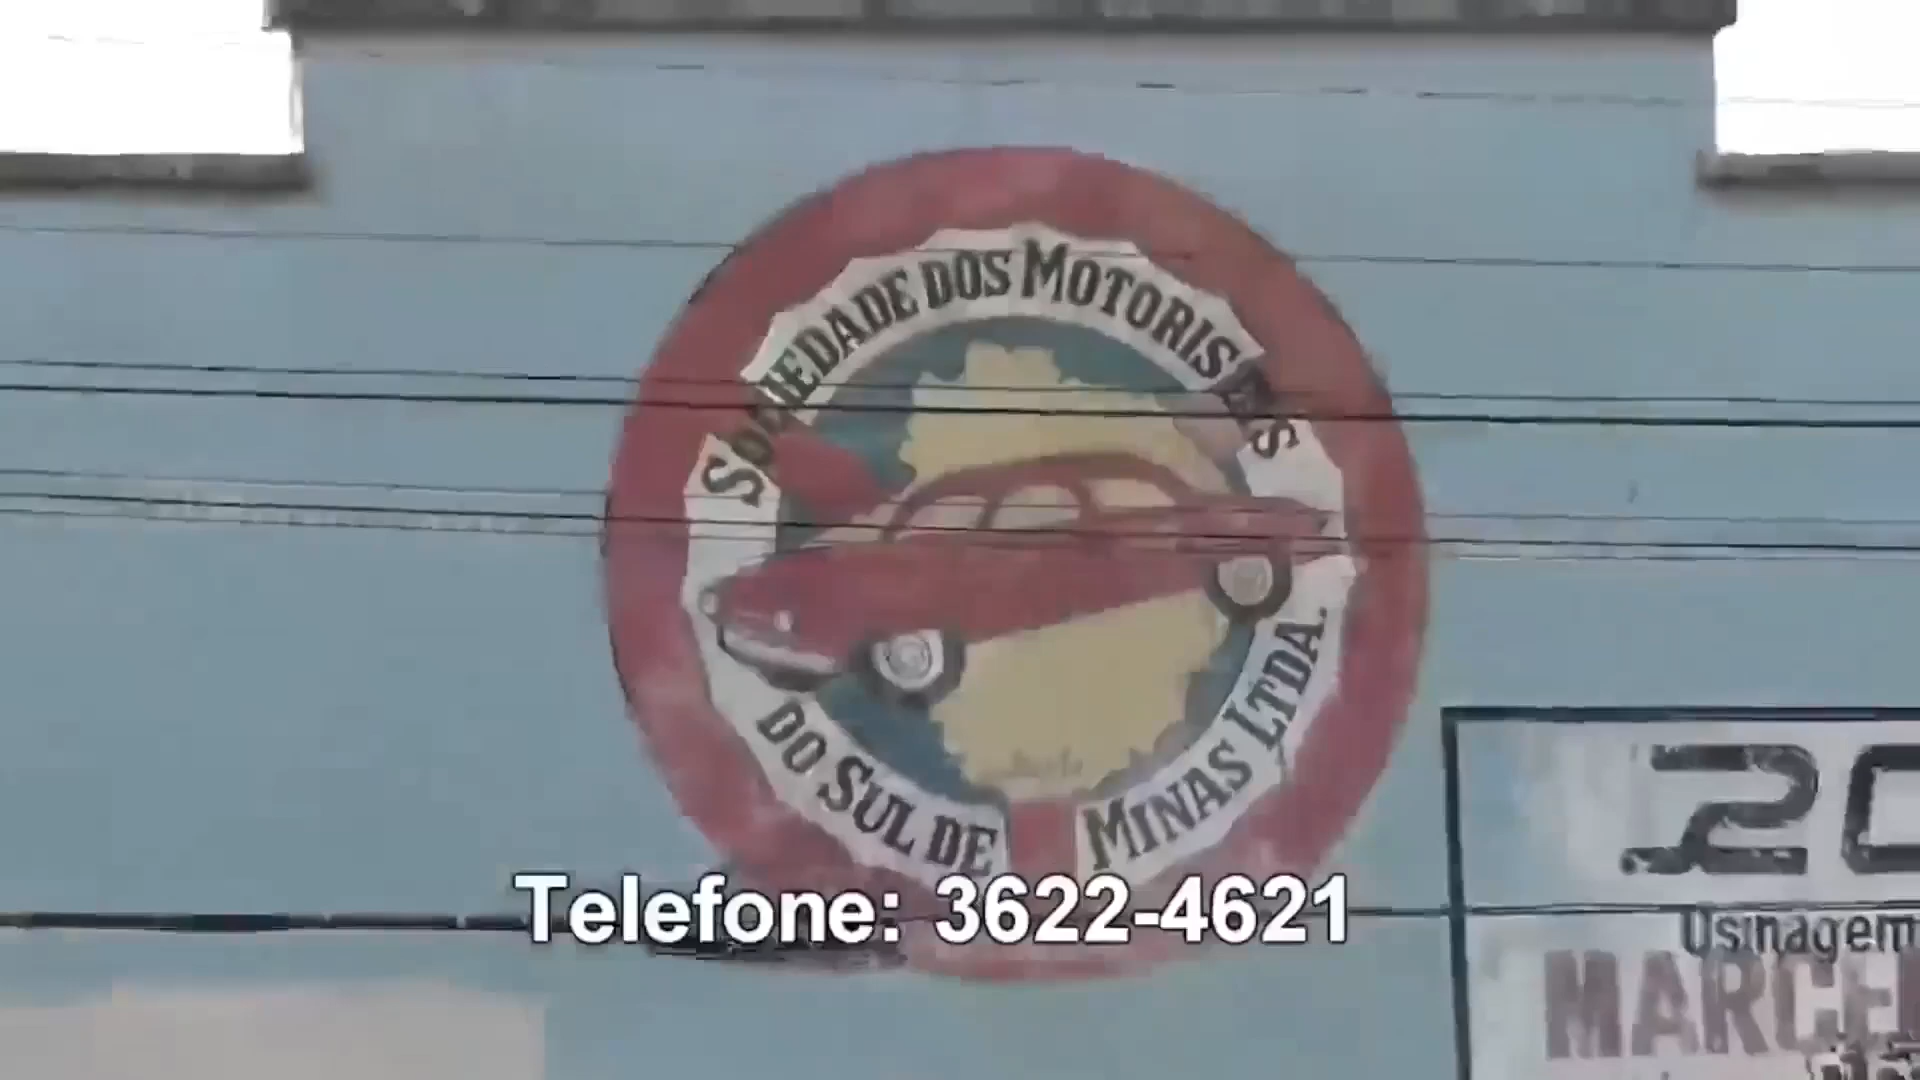 SOCIEDADE DOS MOTORISTAS
DO SUL DE MINAS LTDA.
Telefone: 3622-4621
Usinagem